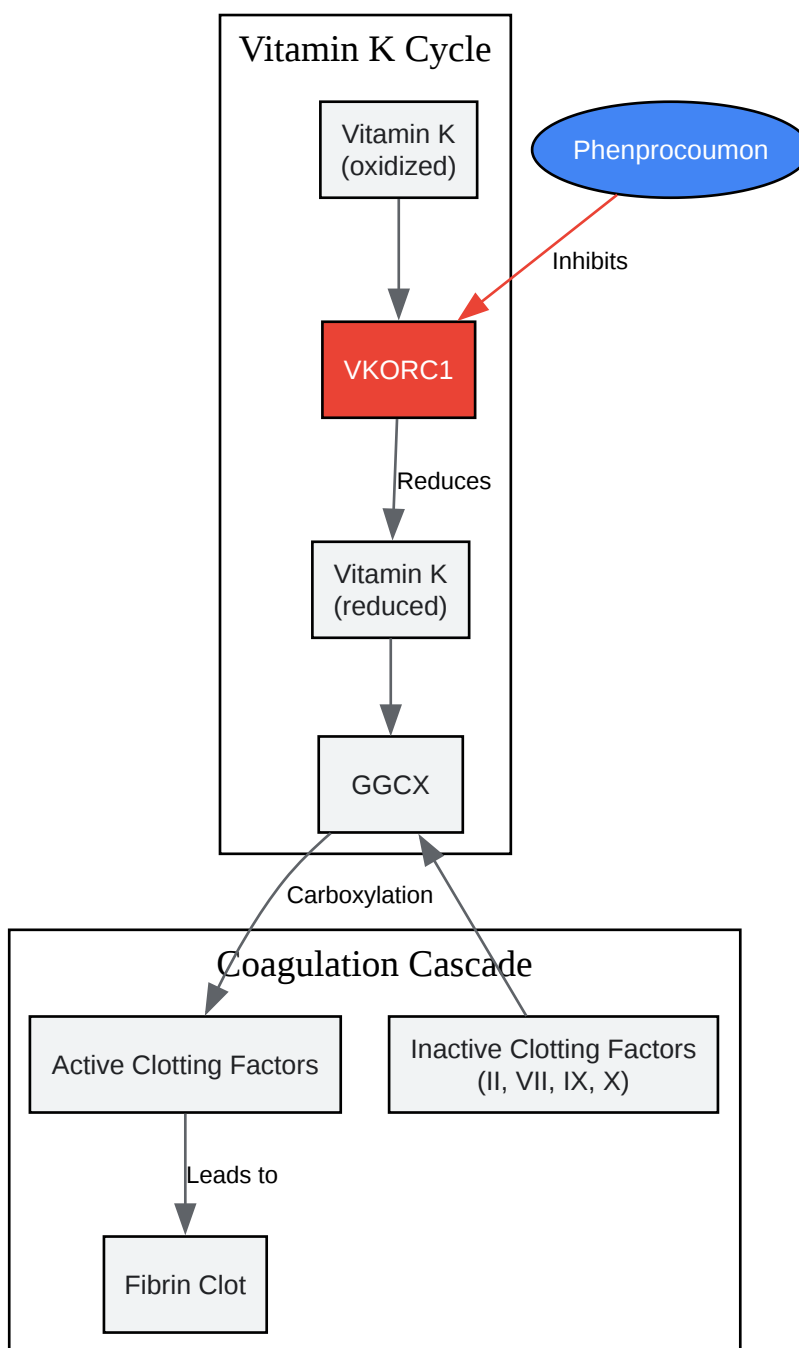 Vitamin K Cycle
Vitamin K
(oxidized)
Phenprocoumon
Inhibits
VKORC1
Reduces
Vitamin K
(reduced)
GGCX
Carboxylation
Coagulation Cascade
Active Clotting Factors
Inactive Clotting Factors
(II, VII, IX, X)
Leads to
Fibrin Clot